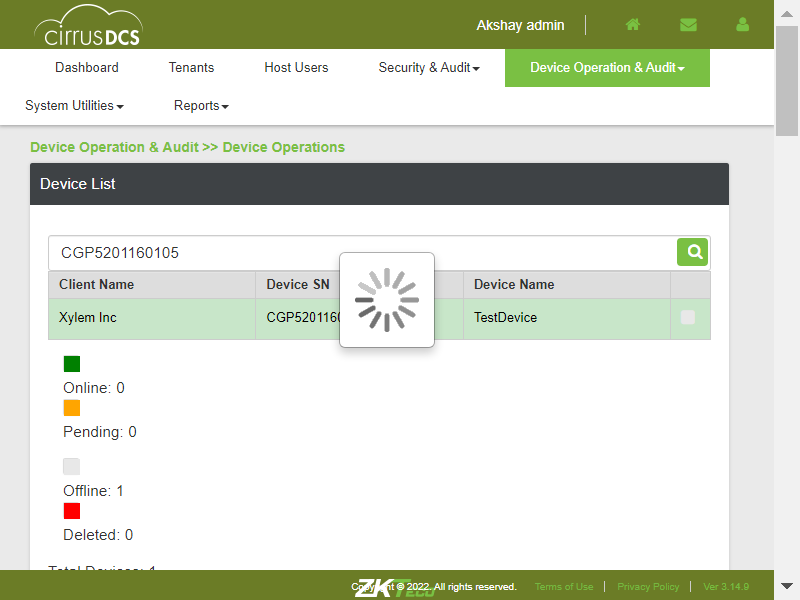 cirrusDCS
Akshay admin
Dashboard
Tenants
Host Users
Security & Audit
Device Operation & Audit
System Utilities
Reports
Device Operation & Audit >> Device Operations
Device List
CGP5201160105
Client Name
Device SN
Device Name
Xylem Inc
CGP520116
TestDevice
Online: 0
Pending: 0
Offline: 1
Deleted: 0
Total Devices: 1
ZKTeco
Copyright © 2022. All rights reserved.
Terms of Use
Privacy Policy
Ver 3.14.9